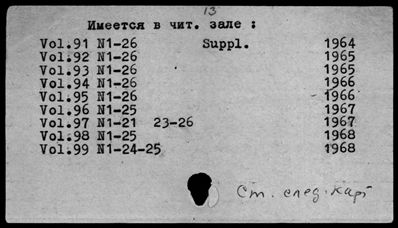 13
Имеется в чит. зале :
Vol.91 N1-26 Suppl. 1964
Vol.92 N1-26 1965
Vol.93 N1-26 1965
Vol.94 N1-26 1966
Vol.95 N1-26 1966
Vol.96 N1-25 1967
Vol.97 N1-21 23-26 1967
Vol.98 N1-25 1968
Vol.99 N1-24-25 1968
Ст. след. карт